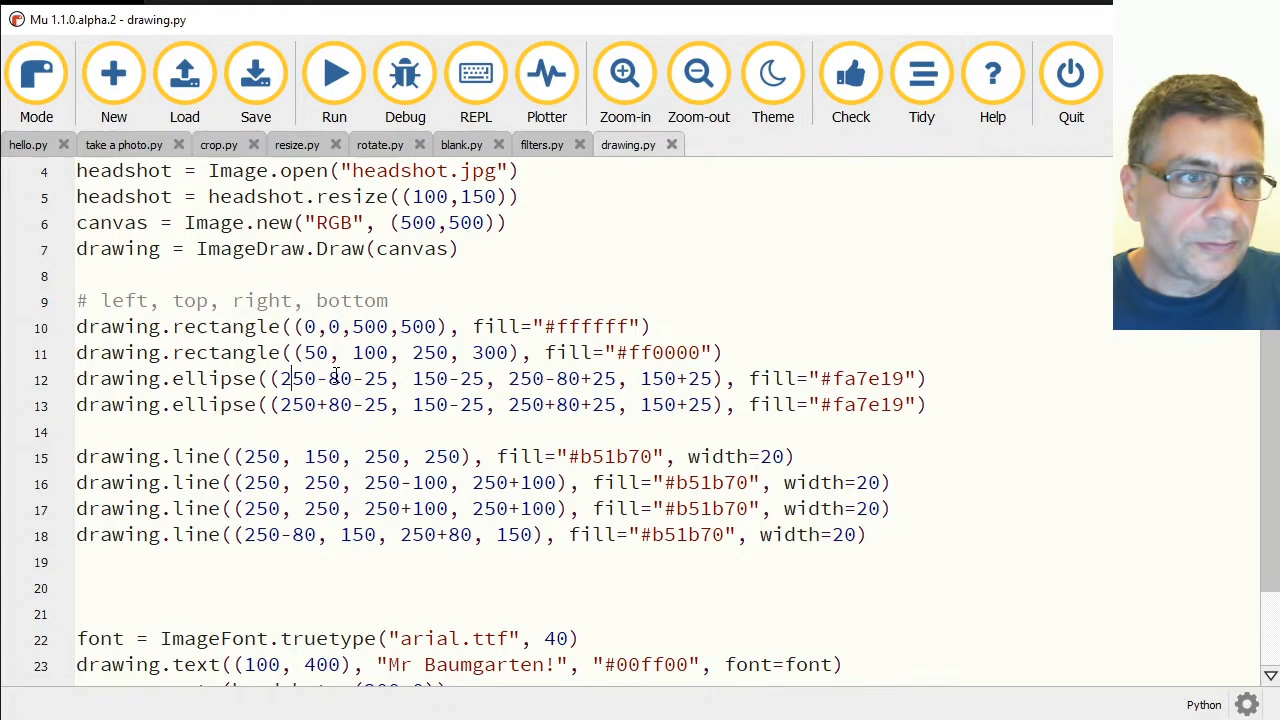 Mu 1.1.0.alpha.2 - drawing.py
Mode New Load Save Run Debug REPL Plotter Zoom-in Zoom-out Theme Check Tidy Help Quit
hello.py take a photo.py crop.py resize.py rotate.py blank.py filters.py drawing.py
4 headshot = Image.open("headshot.jpg")
5 headshot = headshot.resize((100,150))
6 canvas = Image.new("RGB", (500,500))
7 drawing = ImageDraw.Draw(canvas)
8
9 # left, top, right, bottom
10 drawing.rectangle((0,0,500,500), fill="#ffffff")
11 drawing.rectangle((50, 100, 250, 300), fill="#ff0000")
12 drawing.ellipse((250-80-25, 150-25, 250-80+25, 150+25), fill="#fa7e19")
13 drawing.ellipse((250+80-25, 150-25, 250+80+25, 150+25), fill="#fa7e19")
14
15 drawing.line((250, 150, 250, 250), fill="#b51b70", width=20)
16 drawing.line((250, 250, 250-100, 250+100), fill="#b51b70", width=20)
17 drawing.line((250, 250, 250+100, 250+100), fill="#b51b70", width=20)
18 drawing.line((250-80, 150, 250+80, 150), fill="#b51b70", width=20)
19
20
21
22 font = ImageFont.truetype("arial.ttf", 40)
23 drawing.text((100, 400), "Mr Baumgarten!", "#00ff00", font=font)
Python